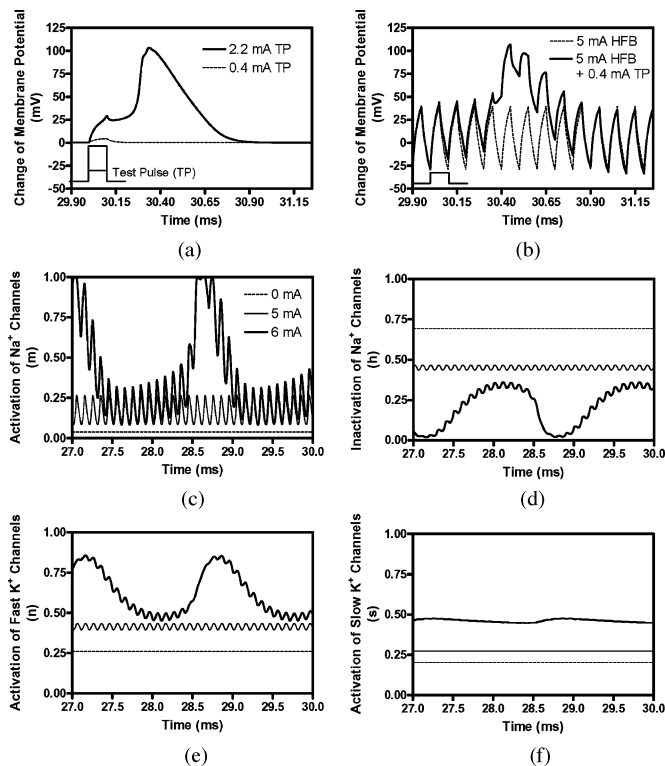 Change of Membrane Potential
(mV)
125
100
75
50
25
0
-25
-50
2.2 mA TP
0.4 mA TP
Test Pulse (TP)
29.90 30.15 30.40 30.65 30.90 31.15
Time (ms)
(a)
Change of Membrane Potential
(mV)
125
100
75
50
25
0
-25
-50
5 mA HFB
5 mA HFB
+ 0.4 mA TP
29.90 30.15 30.40 30.65 30.90 31.15
Time (ms)
(b)
Activation of Na+ Channels
(m)
1.00
0.75
0.50
0.25
0.00
0 mA
5 mA
6 mA
27.0 27.5 28.0 28.5 29.0 29.5 30.0
Time (ms)
(c)
Inactivation of Na+ Channels
(h)
1.00
0.75
0.50
0.25
0.00
27.0 27.5 28.0 28.5 29.0 29.5 30.0
Time (ms)
(d)
Activation of Fast K+ Channels
(n)
1.00
0.75
0.50
0.25
0.00
27.0 27.5 28.0 28.5 29.0 29.5 30.0
Time (ms)
(e)
Activation of Slow K+ Channels
(s)
1.00
0.75
0.50
0.25
0.00
27.0 27.5 28.0 28.5 29.0 29.5 30.0
Time (ms)
(f)